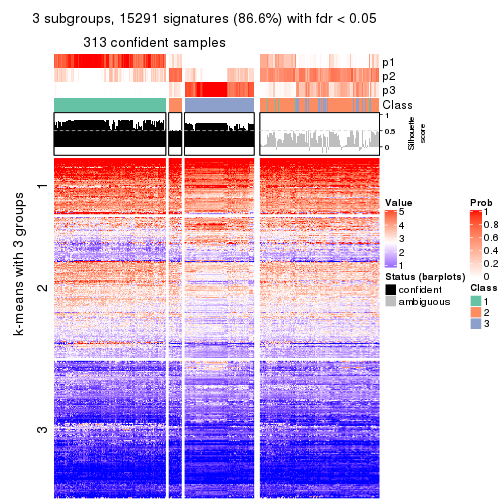 3 subgroups, 15291 signatures (86.6%) with fdr < 0.05
313 confident samples
p1
p2
p3
Class
1
0.5
0
Silhouette
score
k-means with 3 groups
1
2
3
Value
5
4
3
2
1
Status (barplots)
confident
ambiguous
Prob
1
0.8
0.6
0.4
0.2
0
Class
1
2
3